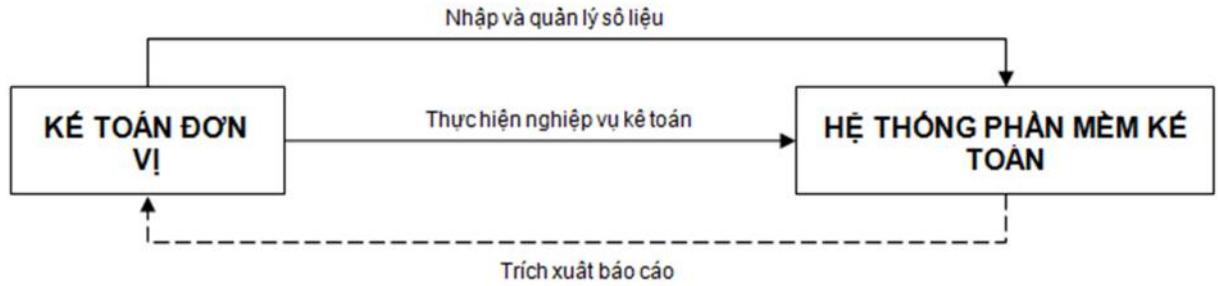 Nhập và quản lý số liệu
KẾ TOÁN ĐƠN
VỊ
Thực hiện nghiệp vụ kế toán
HỆ THỐNG PHẦN MỀM KẾ
TOÁN
Trích xuất báo cáo